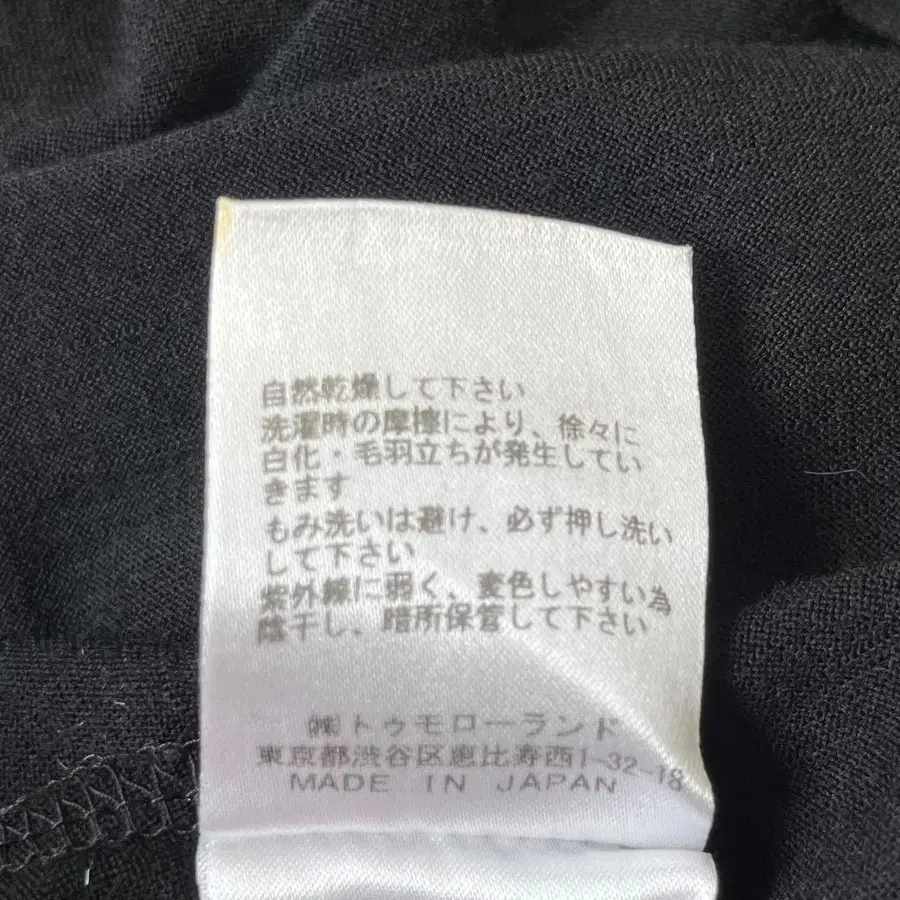 自然乾燥して下さい
洗濯時の摩擦により、徐々に
白化・毛羽立ちが発生してい
きます
もみ洗いは避け、必ず押し洗い
して下さい
紫外線に弱く、変色しやすい為
陰干し、暗所保管して下さい
㈱トゥモローランド
東京都渋谷区恵比寿西1-32-18
MADE IN JAPAN